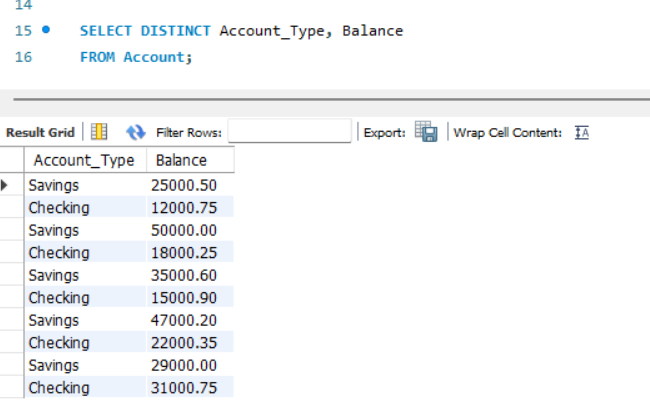 14
15 SELECT DISTINCT Account_Type, Balance
16 FROM Account;
Result Grid Filter Rows: Export: Wrap Cell Content: IA
Account_Type Balance
Savings 25000.50
Checking 12000.75
Savings 50000.00
Checking 18000.25
Savings 35000.60
Checking 15000.90
Savings 47000.20
Checking 22000.35
Savings 29000.00
Checking 31000.75